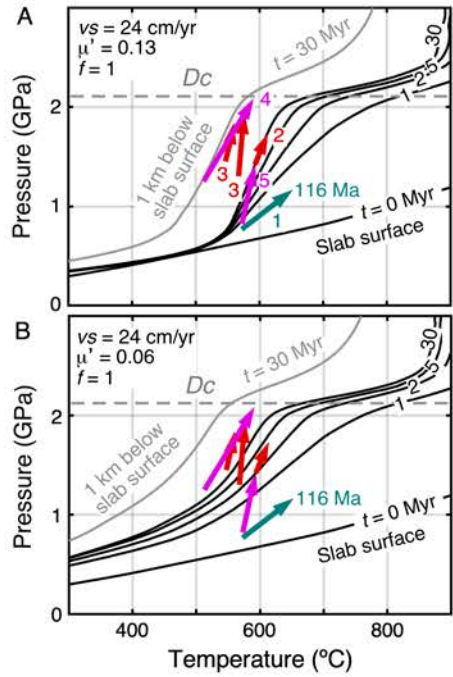 A
vs = 24 cm/yr
μ' = 0.13
f = 1
t = 30 Myr
30
5
2
1
Dc
4
2
3
3
5
1
116 Ma
1 km below
slab surface
t = 0 Myr
Slab surface
Pressure (GPa)
3
2
1
0
B
vs = 24 cm/yr
μ' = 0.06
f = 1
t = 30 Myr
30
5
2
1
Dc
1 km below
slab surface
116 Ma
t = 0 Myr
Slab surface
Pressure (GPa)
3
2
1
0
400 600 800
Temperature (ºC)